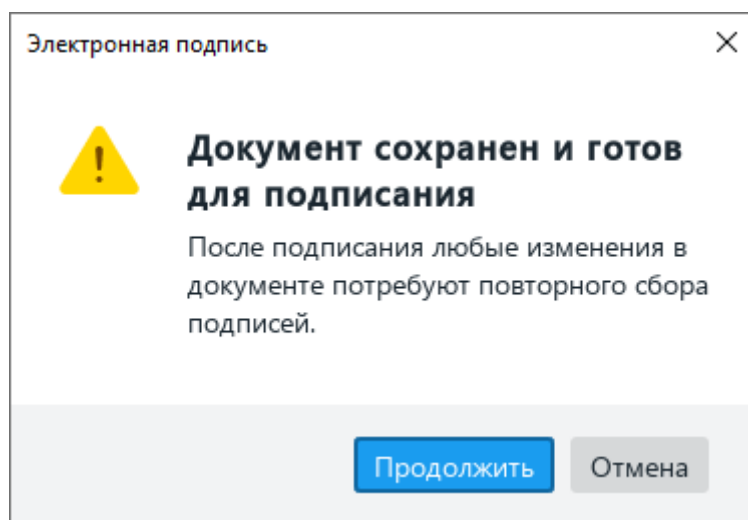 Электронная подпись
Документ сохранен и готов
для подписания
После подписания любые изменения в
документе потребуют повторного сбора
подписей.
Продолжить Отмена